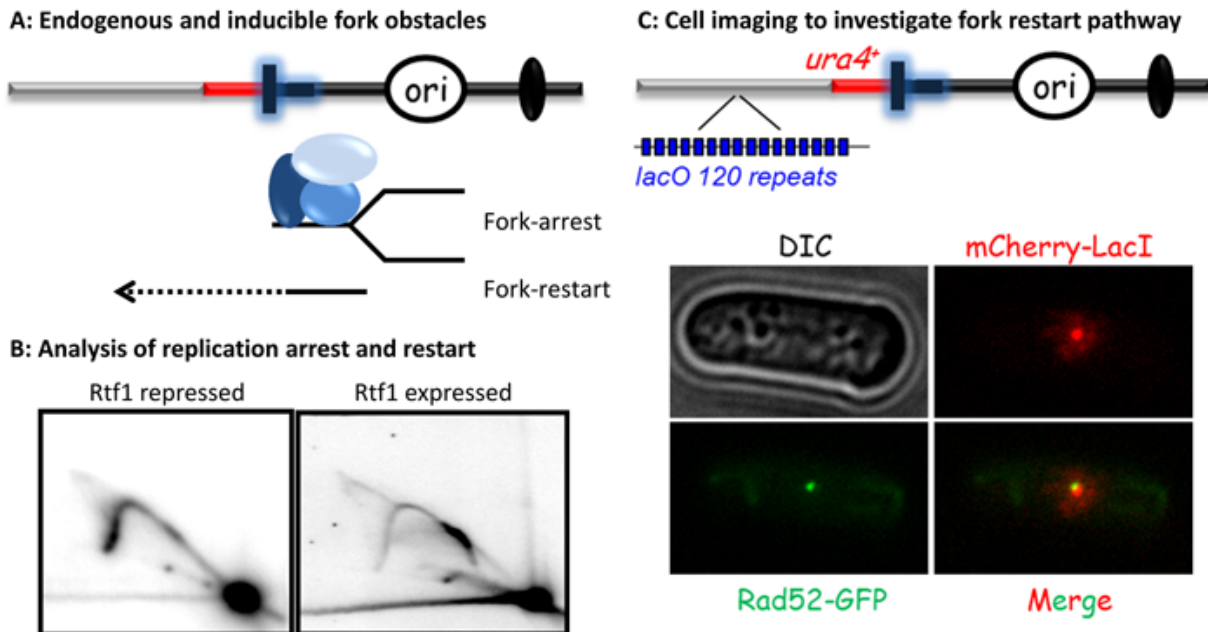 A: Endogenous and inducible fork obstacles
ori
Fork-arrest
Fork-restart
B: Analysis of replication arrest and restart
Rtf1 repressed
Rtf1 expressed
C: Cell imaging to investigate fork restart pathway
ura4⁺
ori
lacO 120 repeats
DIC
mCherry-LacI
Rad52-GFP
Merge